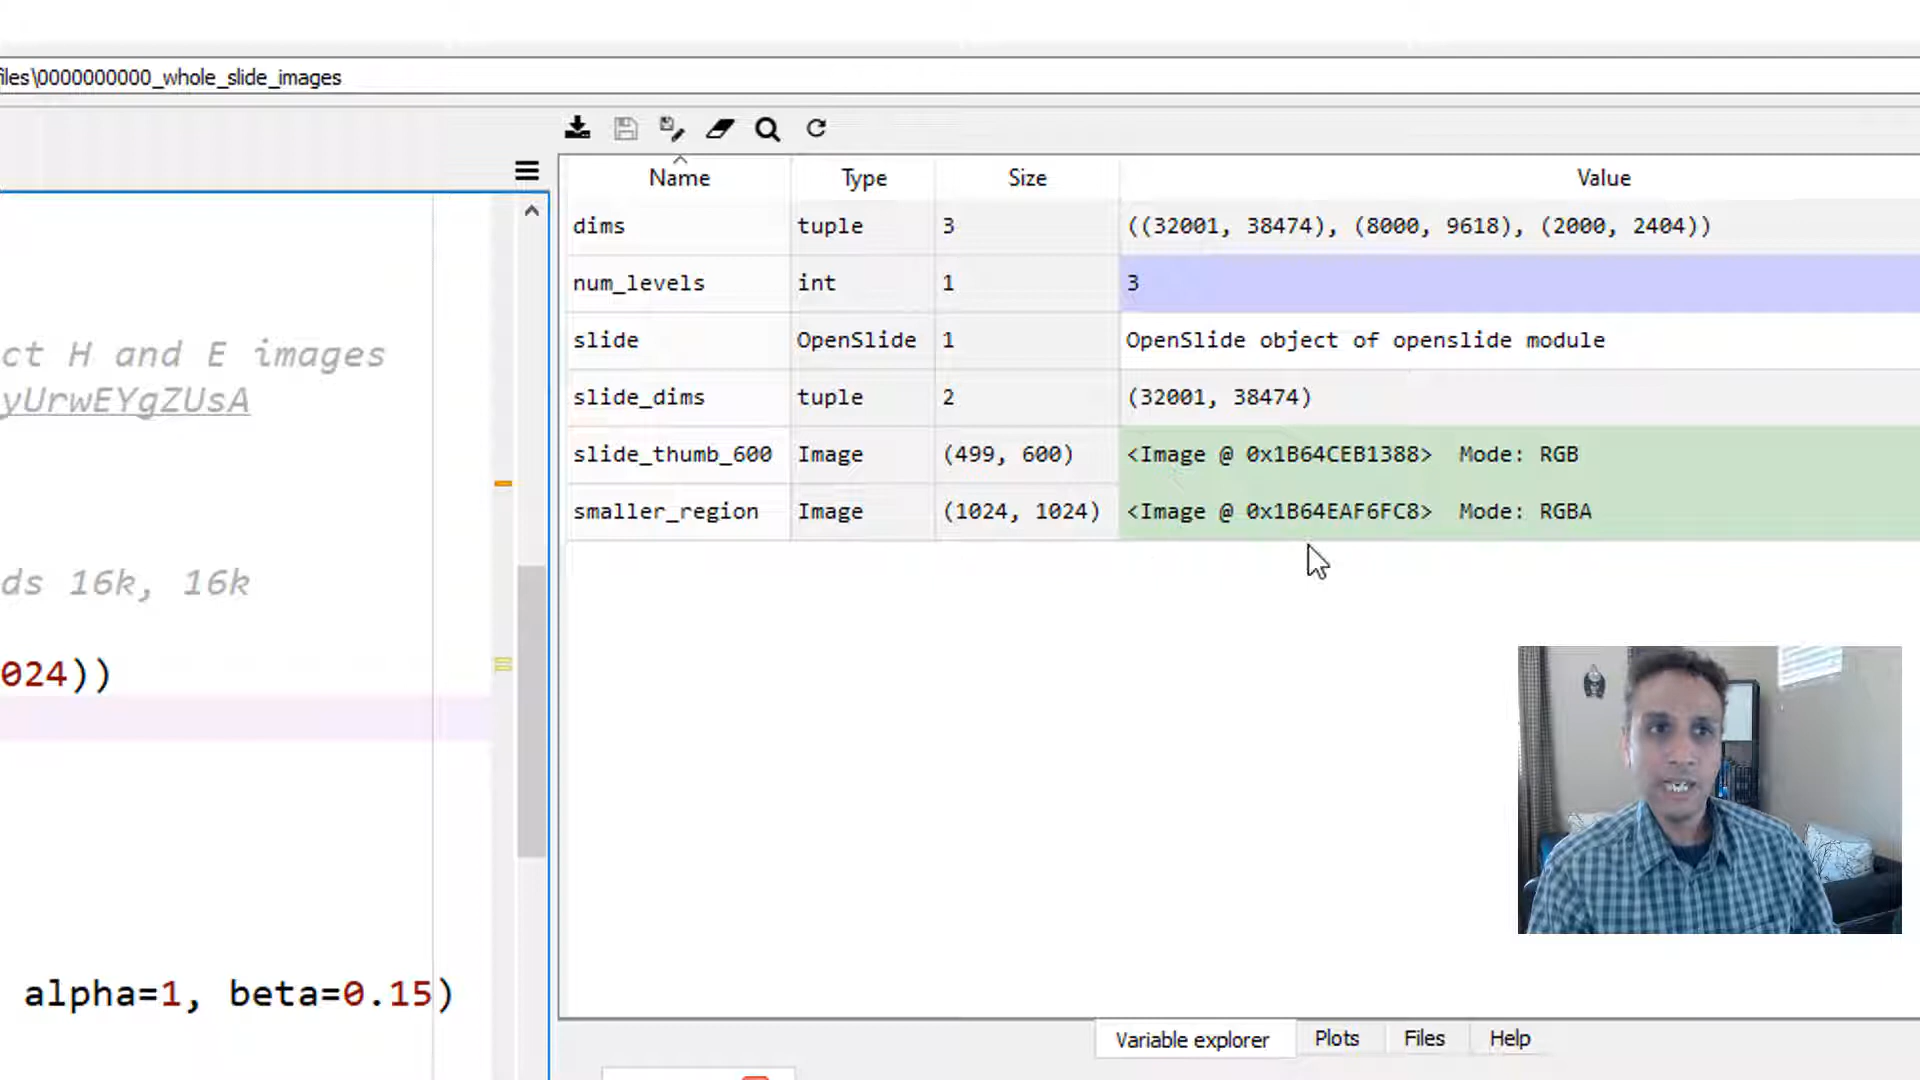 iles\0000000000_whole_slide_images
Name Type Size Value
dims tuple 3 ((32001, 38474), (8000, 9618), (2000, 2404))
num_levels int 1 3
slide OpenSlide 1 OpenSlide object of openslide module
slide_dims tuple 2 (32001, 38474)
slide_thumb_600 Image (499, 600) <Image @ 0x1B64CEB1388> Mode: RGB
smaller_region Image (1024, 1024) <Image @ 0x1B64EAF6FC8> Mode: RGBA
ct H and E images
yUrwEYgZUsA
ds 16k, 16k
024))
alpha=1, beta=0.15)
Variable explorer Plots Files Help